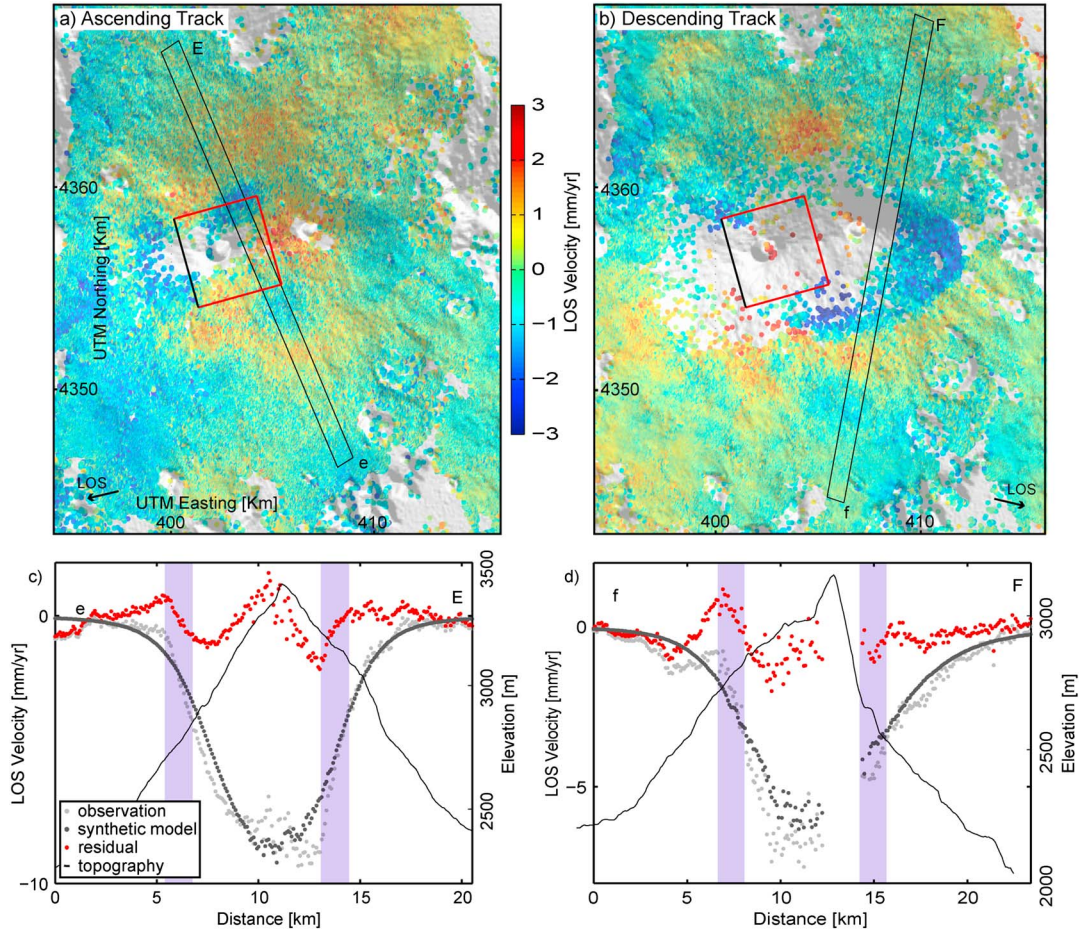 a) Ascending Track
b) Descending Track
E
F
3
2
1
0
−1
−2
−3
LOS Velocity [mm/yr]
4360
4350
UTM Northing [Km]
4360
4350
e
f
LOS
UTM Easting [Km]
400
410
LOS
400
410
c)
e
E
0
−10
LOS Velocity [mm/yr]
3500
3000
2500
Elevation [m]
observation
synthetic model
residual
topography
0
5
10
15
20
Distance [km]
d)
f
F
0
−5
LOS Velocity [mm/yr]
3000
2500
2000
Elevation [m]
0
5
10
15
20
Distance [km]